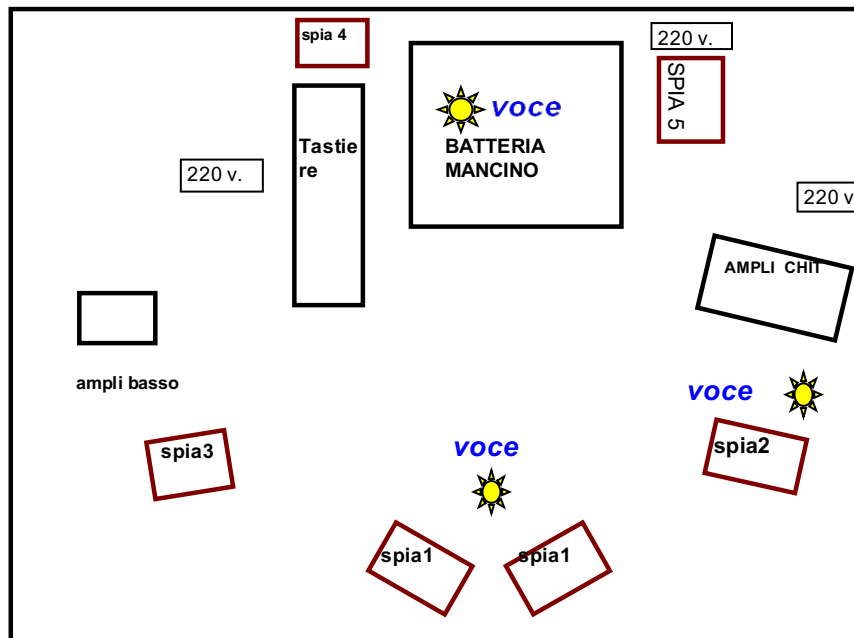 spia 4
220 v.
SPIA 5
voce
Tastie
re
BATTERIA
MANCINO
220 v.
220 v
AMPLI CHIT
ampli basso
voce
voce
spia3
spia2
spia1
spia1